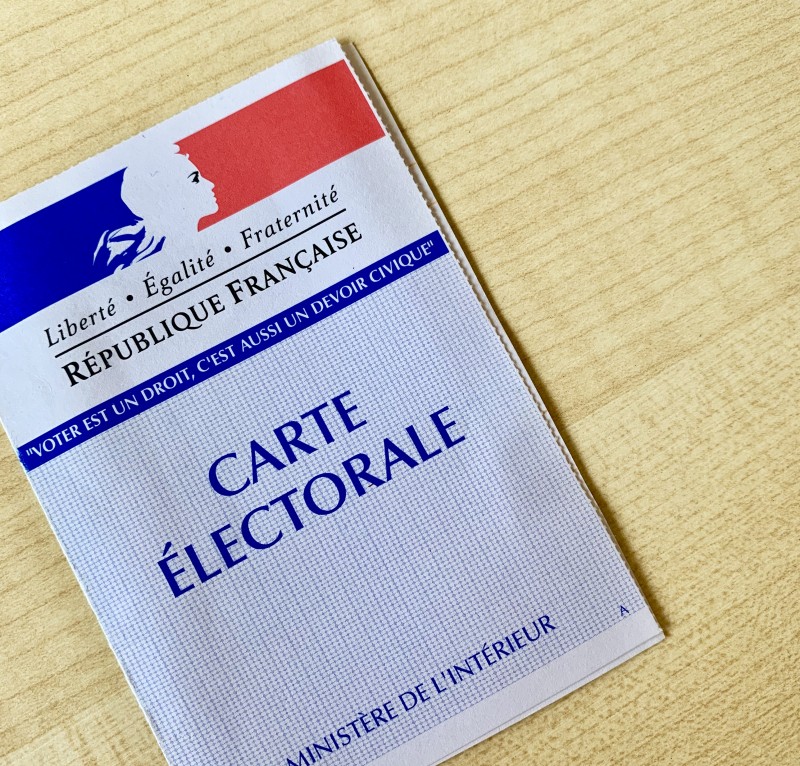 Liberté • Égalité • Fraternité
RÉPUBLIQUE FRANÇAISE
"VOTER EST UN DROIT, C'EST AUSSI UN DEVOIR CIVIQUE"
CARTE
ÉLECTORALE
A
MINISTÈRE DE L'INTÉRIEUR